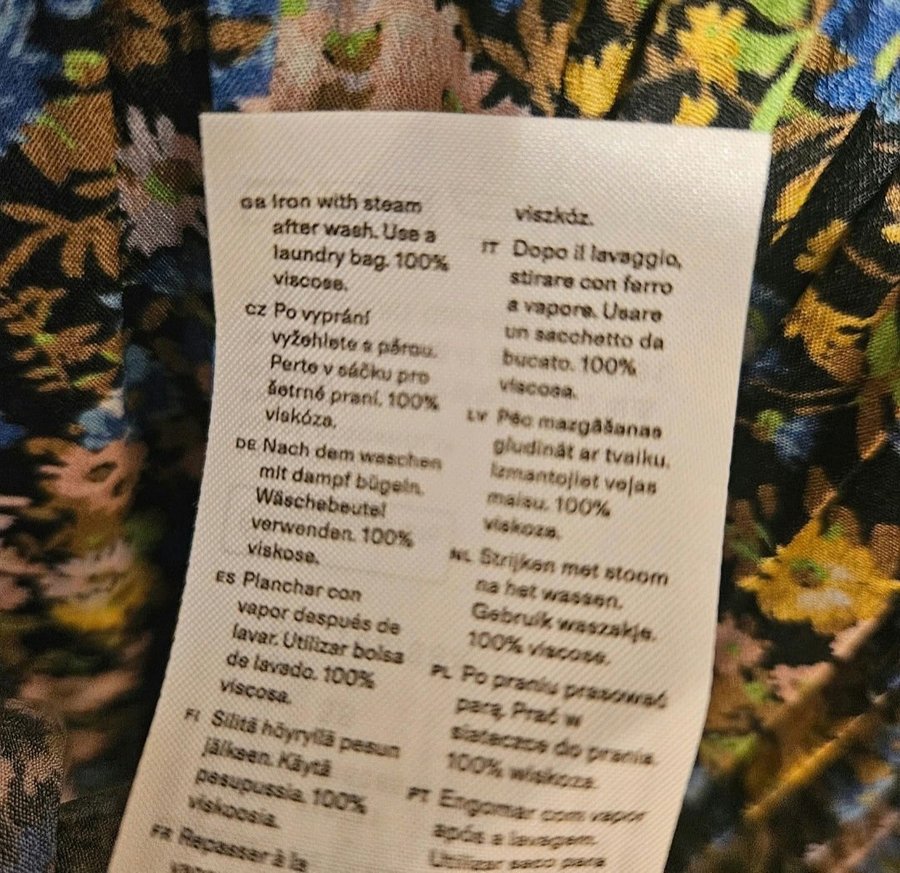 GB Iron with steam
after wash. Use a
laundry bag. 100%
viscose.
CZ Po vyprání
vyžehlete s párou.
Perte v sáčku pro
šetrné praní. 100%
viskóza.
DE Nach dem waschen
mit dampf bügeln.
Wäschebeutel
verwenden. 100%
viskose.
ES Planchar con
vapor después de
lavar. Utilizar bolsa
de lavado. 100%
viscosa.
FI Silitä höyryllä pesun
jälkeen. Käytä
pesupussia. 100%
viskoosia.
FR Repasser à la
viszkóz.
IT Dopo il lavaggio,
stirare con ferro
a vapore. Usare
un sacchetto da
bucato. 100%
viscosa.
LV Pēc mazgāšanas
gludināt ar tvaiku.
Izmantojiet veļas
maisu. 100%
viskoze.
NL Strijken met stoom
na het wassen.
Gebruik waszakje.
100% viscose.
PL Po praniu prasować
parą. Prać w
siateczce do prania.
100% wiskoza.
PT Engomar com vapor
após a lavagem.
Utilizar saco para